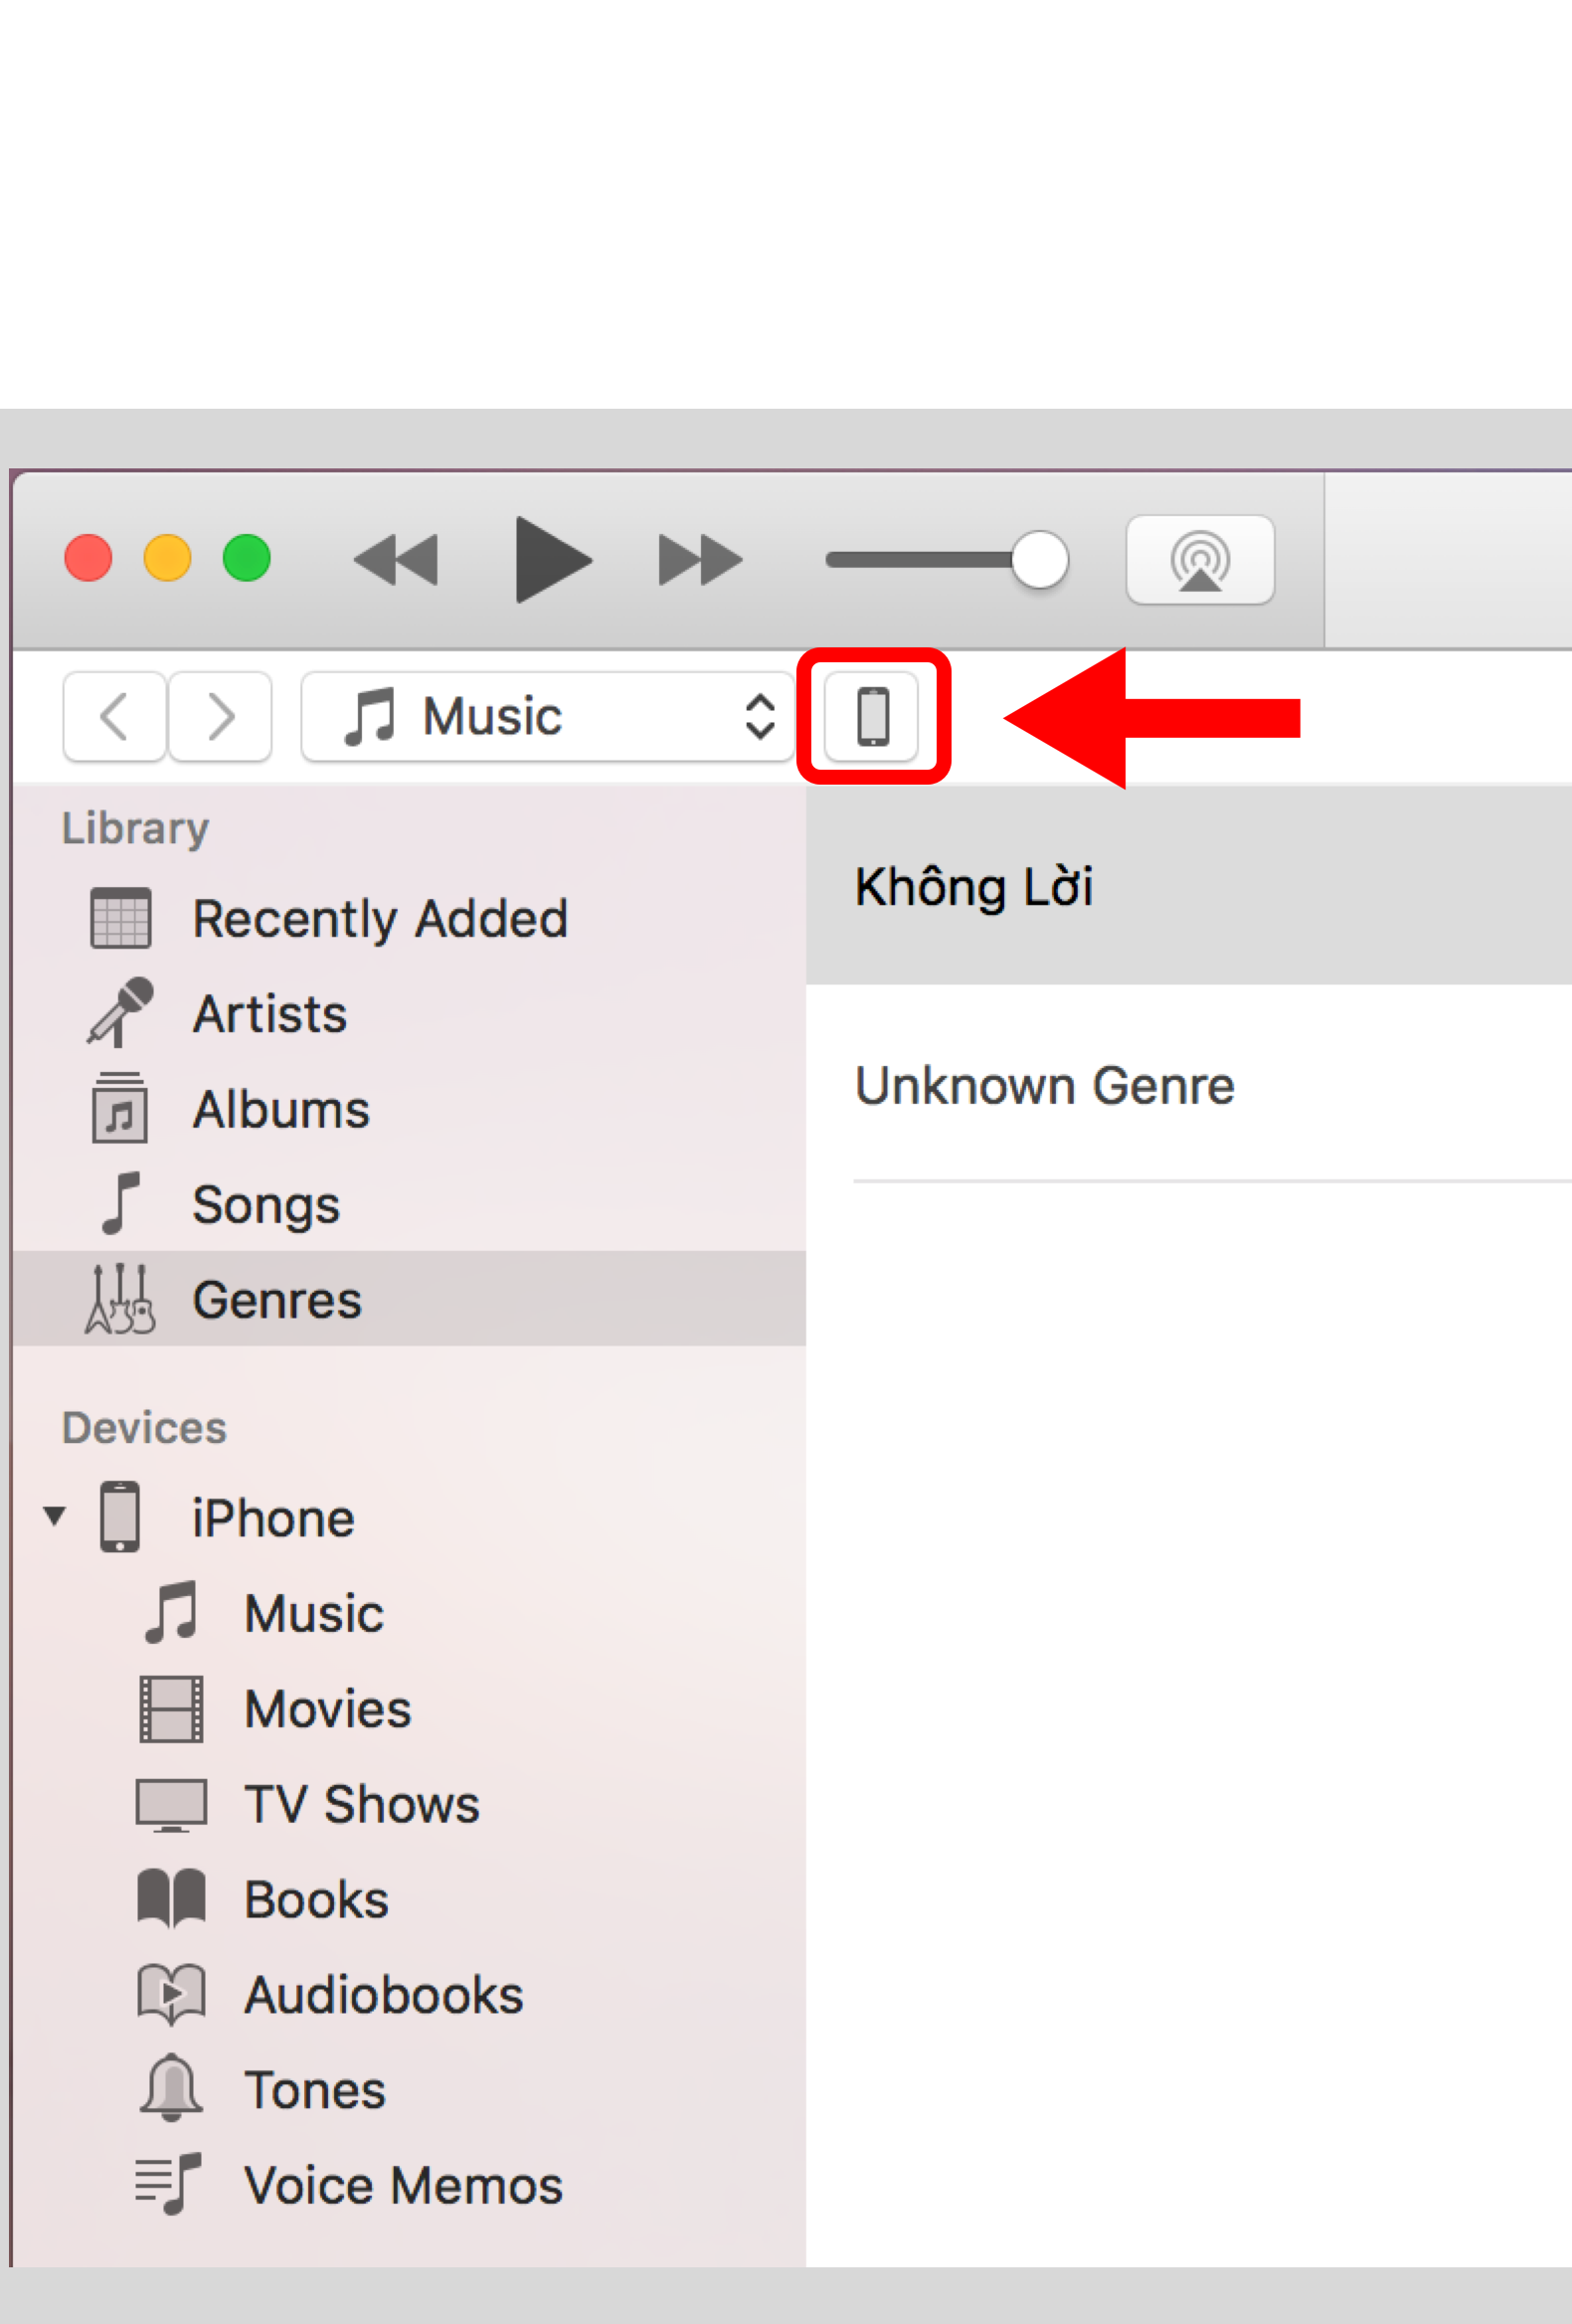 Music
Library
Recently Added
Artists
Albums
Songs
Genres
Devices
iPhone
Music
Movies
TV Shows
Books
Audiobooks
Tones
Voice Memos
Không Lời
Unknown Genre